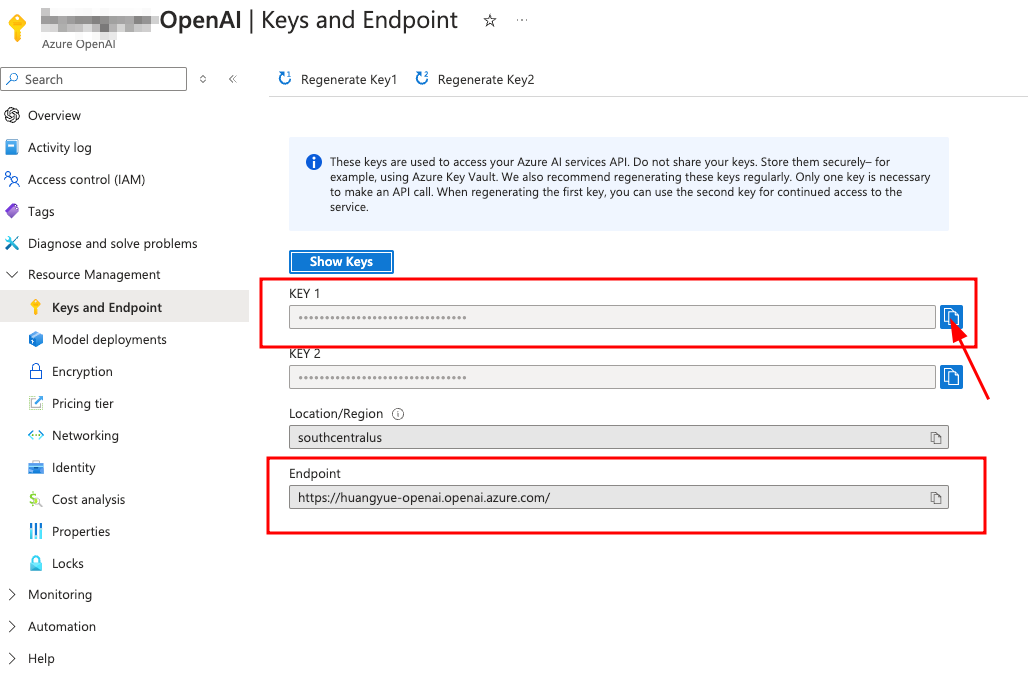 OpenAI | Keys and Endpoint
Azure OpenAI
Search
Regenerate Key1
Regenerate Key2
Overview
Activity log
Access control (IAM)
Tags
Diagnose and solve problems
Resource Management
Keys and Endpoint
Model deployments
Encryption
Pricing tier
Networking
Identity
Cost analysis
Properties
Locks
Monitoring
Automation
Help
These keys are used to access your Azure AI services API. Do not share your keys. Store them securely– for
example, using Azure Key Vault. We also recommend regenerating these keys regularly. Only one key is necessary
to make an API call. When regenerating the first key, you can use the second key for continued access to the
service.
Show Keys
KEY 1
••••••••••••••••••••••••••••••••
KEY 2
••••••••••••••••••••••••••••••••
Location/Region
southcentralus
Endpoint
https://huangyue-openai.openai.azure.com/